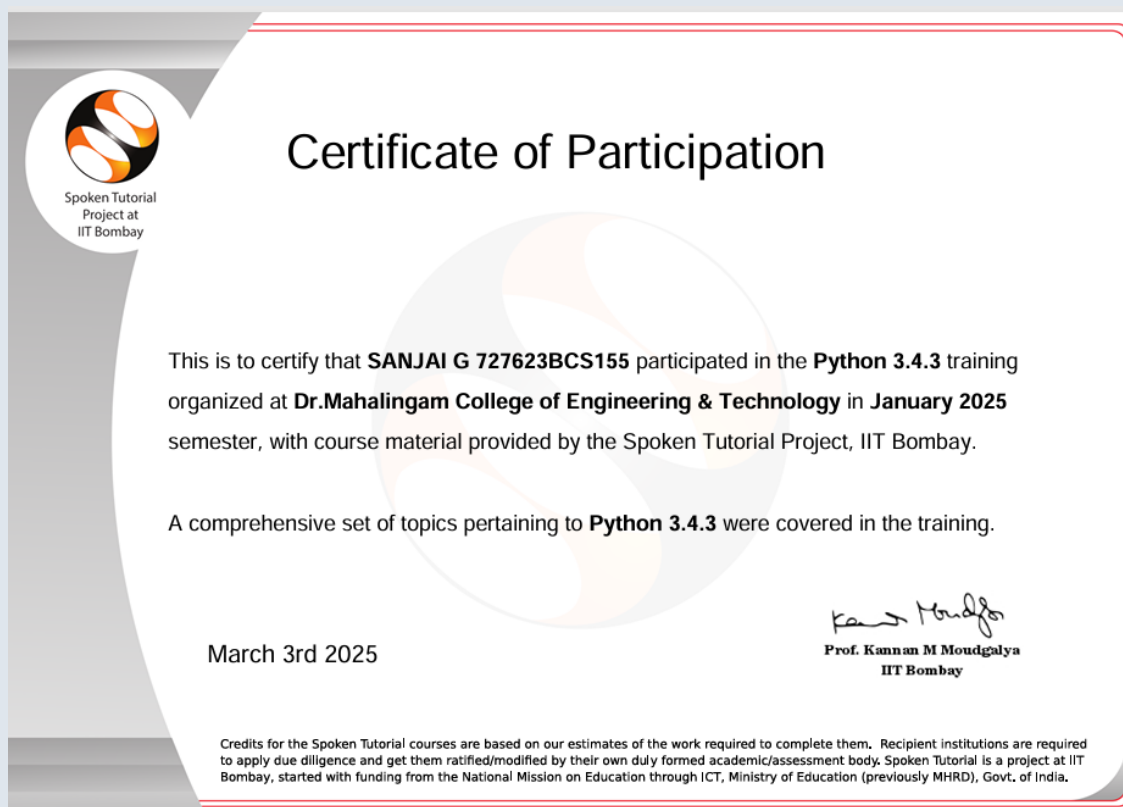 Spoken Tutorial
Project at
IIT Bombay
Certificate of Participation
This is to certify that SANJAI G 727623BCS155 participated in the Python 3.4.3 training
organized at Dr.Mahalingam College of Engineering & Technology in January 2025
semester, with course material provided by the Spoken Tutorial Project, IIT Bombay.
A comprehensive set of topics pertaining to Python 3.4.3 were covered in the training.
March 3rd 2025
Prof. Kannan M Moudgalya
IIT Bombay
Credits for the Spoken Tutorial courses are based on our estimates of the work required to complete them. Recipient institutions are required
to apply due diligence and get them ratified/modified by their own duly formed academic/assessment body. Spoken Tutorial is a project at IIT
Bombay, started with funding from the National Mission on Education through ICT, Ministry of Education (previously MHRD), Govt. of India.